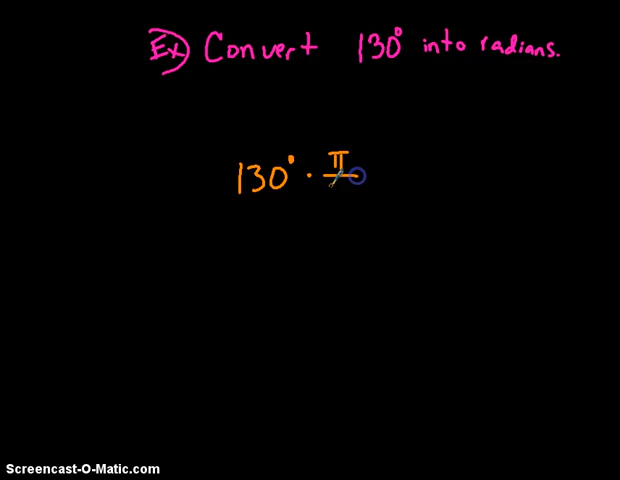 Ex) Convert 130° into radians.
130° · π
Screencast-O-Matic.com